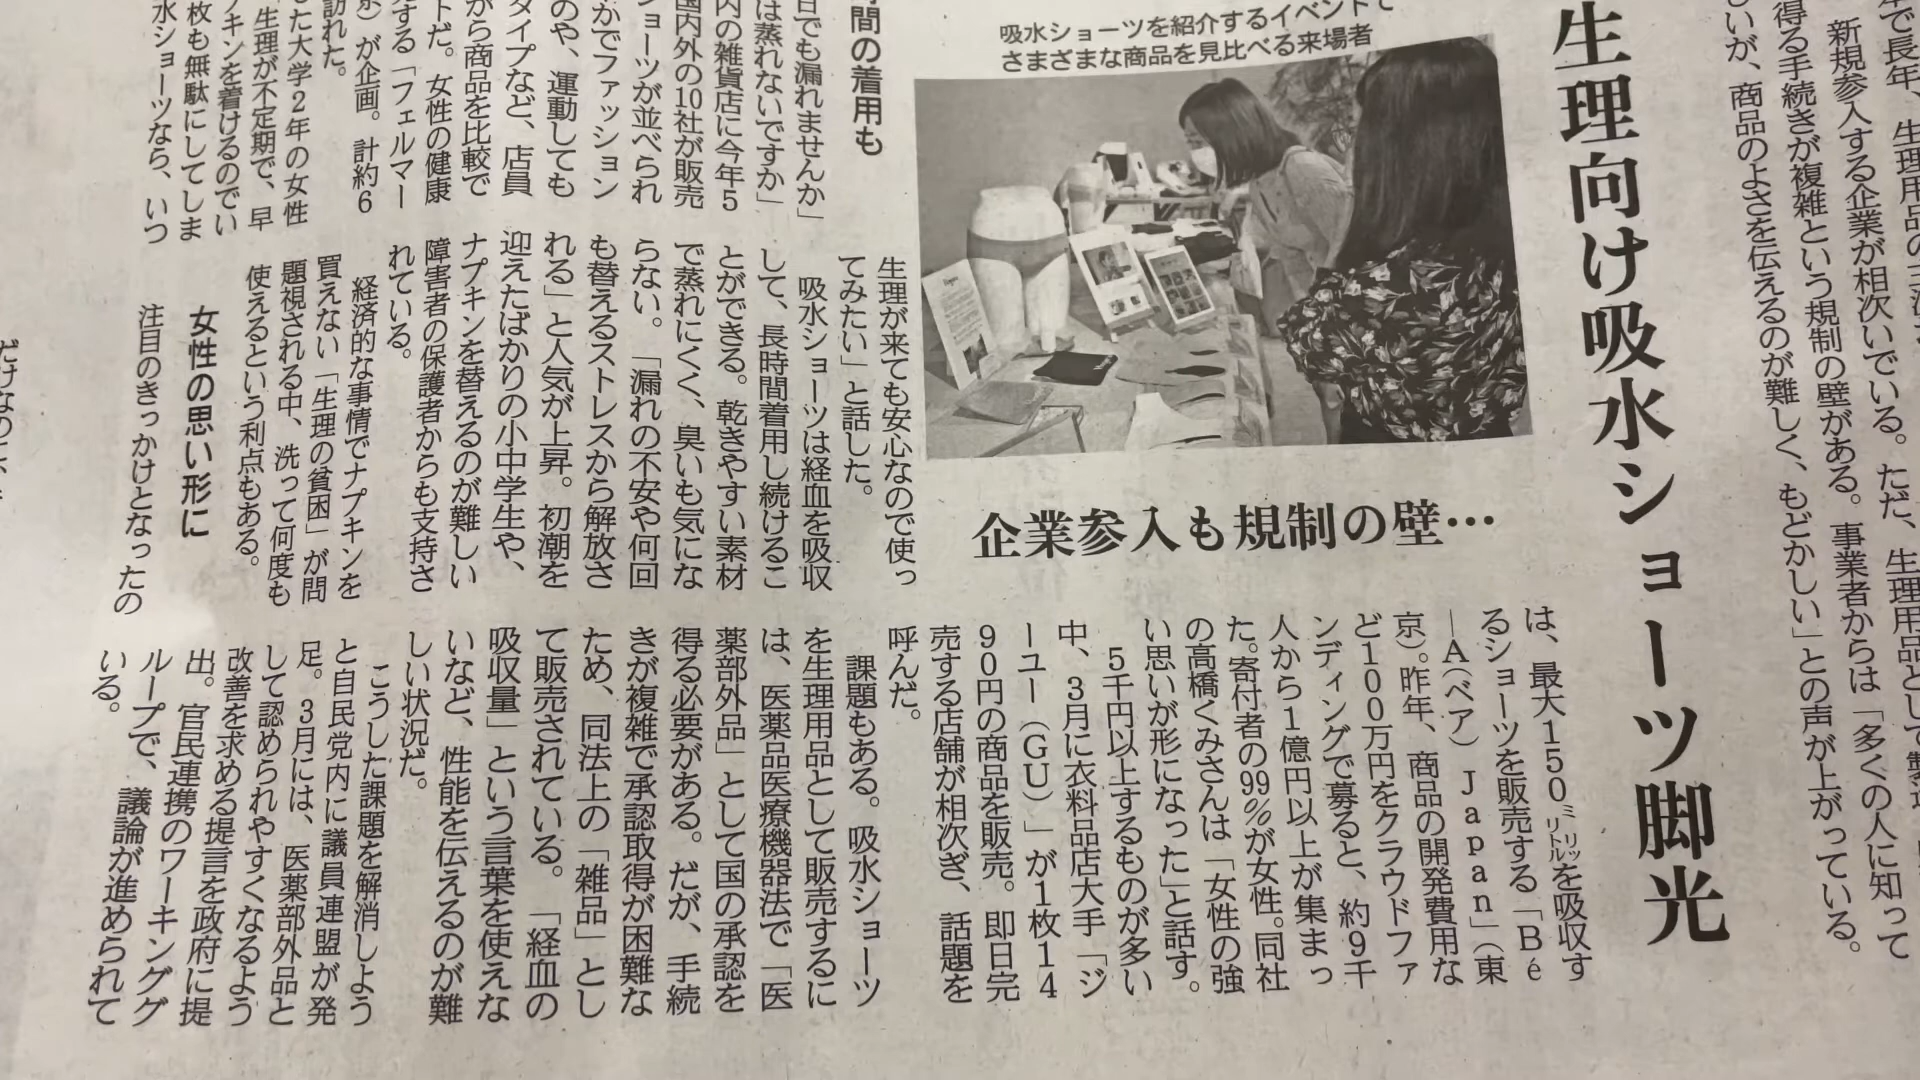 生理向け吸水ショーツ脚光
企業参入も規制の壁…
吸水ショーツを紹介するイベントで
さまざまな商品を見比べる来場者
新規参入する企業が相次いでいる。ただ、生理用品として製造
得る手続きが複雑という規制の壁がある。事業者からは「多くの人に知って
しいが、商品のよさを伝えるのが難しく、もどかしい」との声が上がっている。
時間の着用も
日でも漏れませんか」
は蒸れないですか」
内の雑貨店に今年5
国内外の10社が販売
ショーツが並べられ
やかでファッション
のや、運動しても
タイプなど、店員
がら商品を比較で
トだ。女性の健康
をする「フェルマー
京）が企画。計約6
訪れた。
した大学2年の女性
「生理が不定期で、早
プキンを着けるのでい
枚も無駄にしてしま
水ショーツなら、いつ
生理が来ても安心なので使っ
てみたい」と話した。
吸水ショーツは経血を吸収
して、長時間着用し続けるこ
とができる。乾きやすい素材
で蒸れにくく、臭いも気にな
らない。「漏れの不安や何回
も替えるストレスから解放さ
れる」と人気が上昇。初潮を
迎えたばかりの小中学生や、
ナプキンを替えるのが難しい
障害者の保護者からも支持さ
れている。
経済的な事情でナプキンを
買えない「生理の貧困」が問
題視される中、洗って何度も
使えるという利点もある。
女性の思い形に
注目のきっかけとなったの
は、最大150㍉㍑を吸収す
るショーツを販売する「Bé
―A（ベア）Japan」（東
京）。昨年、商品の開発費用な
ど100万円をクラウドファ
ンディングで募ると、約9千
人から1億円以上が集まっ
た。寄付者の99％が女性。同社
の高橋くみさんは「女性の強
い思いが形になった」と話す。
5千円以上するものが多い
中、3月に衣料品店大手「ジ
ーユー（GU）」が1枚14
90円の商品を販売。即日完
売する店舗が相次ぎ、話題を
呼んだ。
課題もある。吸水ショーツ
を生理用品として販売するに
は、医薬品医療機器法で「医
薬部外品」として国の承認を
得る必要がある。だが、手続
きが複雑で承認取得が困難な
ため、同法上の「雑品」とし
て販売されている。「経血の
吸収量」という言葉を使えな
いなど、性能を伝えるのが難
しい状況だ。
こうした課題を解消しよう
と自民党内に議員連盟が発
足。3月には、医薬部外品と
して認められやすくなるよう
改善を求める提言を政府に提
出。官民連携のワーキンググ
ループで、議論が進められて
いる。